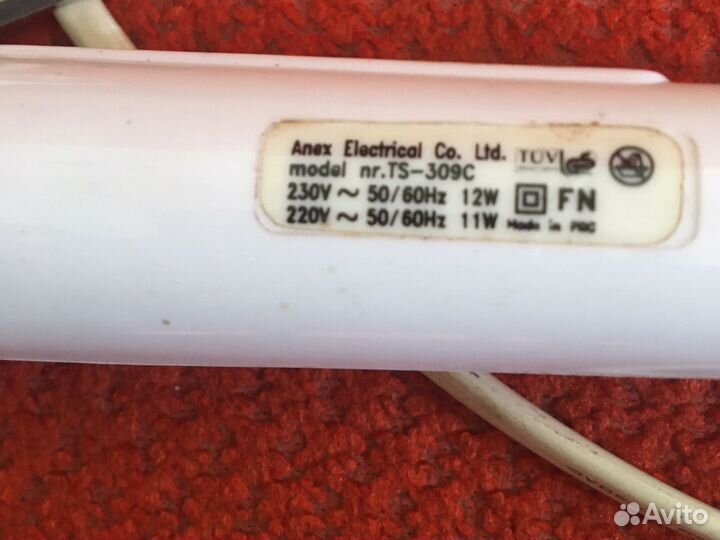 Anex Electrical Co. Ltd. TÜV GS
model nr.TS-309C
230V ~ 50/60Hz 12W FN
220V ~ 50/60Hz 11W Made in PRC
Avito